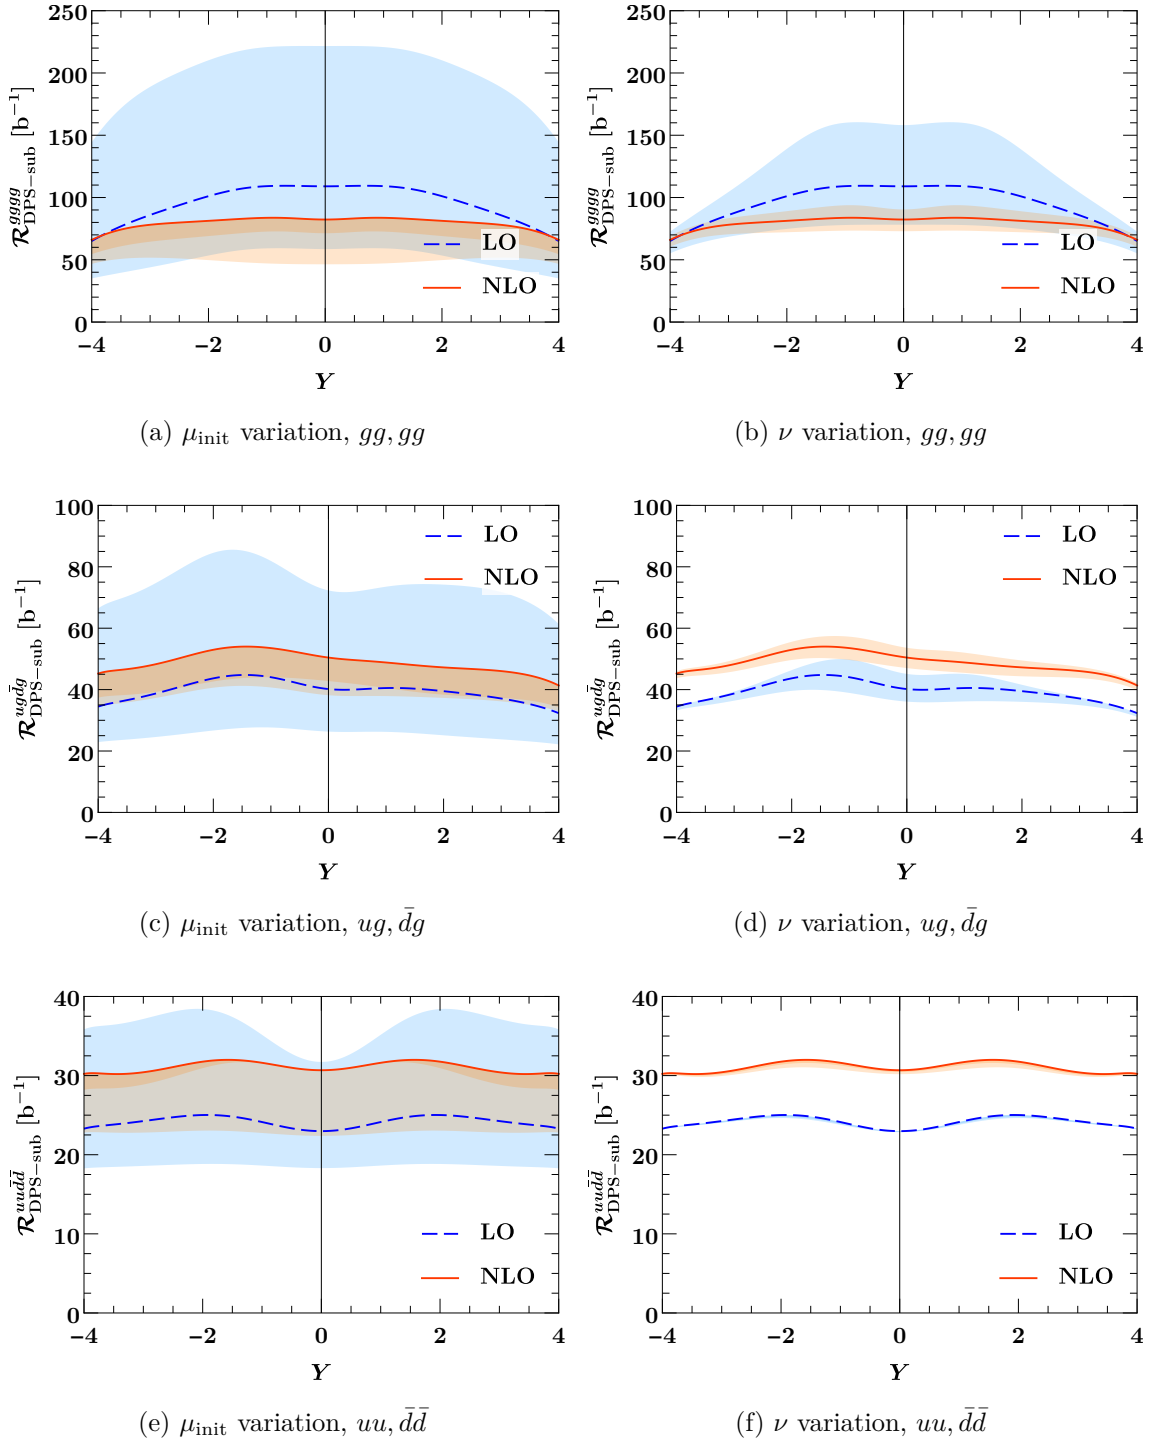 250
200
150
100
50
0
−4 −2 0 2 4
R^{gggg}_{DPS−sub} [b^{−1}]
Y
LO
NLO
(a) μ_init variation, gg, gg
250
200
150
100
50
0
−4 −2 0 2 4
R^{gggg}_{DPS−sub} [b^{−1}]
Y
LO
NLO
(b) ν variation, gg, gg
100
80
60
40
20
0
−4 −2 0 2 4
R^{ugd̄g}_{DPS−sub} [b^{−1}]
Y
LO
NLO
(c) μ_init variation, ug, d̄g
100
80
60
40
20
0
−4 −2 0 2 4
R^{ugd̄g}_{DPS−sub} [b^{−1}]
Y
LO
NLO
(d) ν variation, ug, d̄g
40
30
20
10
0
−4 −2 0 2 4
R^{uud̄d̄}_{DPS−sub} [b^{−1}]
Y
LO
NLO
(e) μ_init variation, uu, d̄d̄
40
30
20
10
0
−4 −2 0 2 4
R^{uud̄d̄}_{DPS−sub} [b^{−1}]
Y
LO
NLO
(f) ν variation, uu, d̄d̄